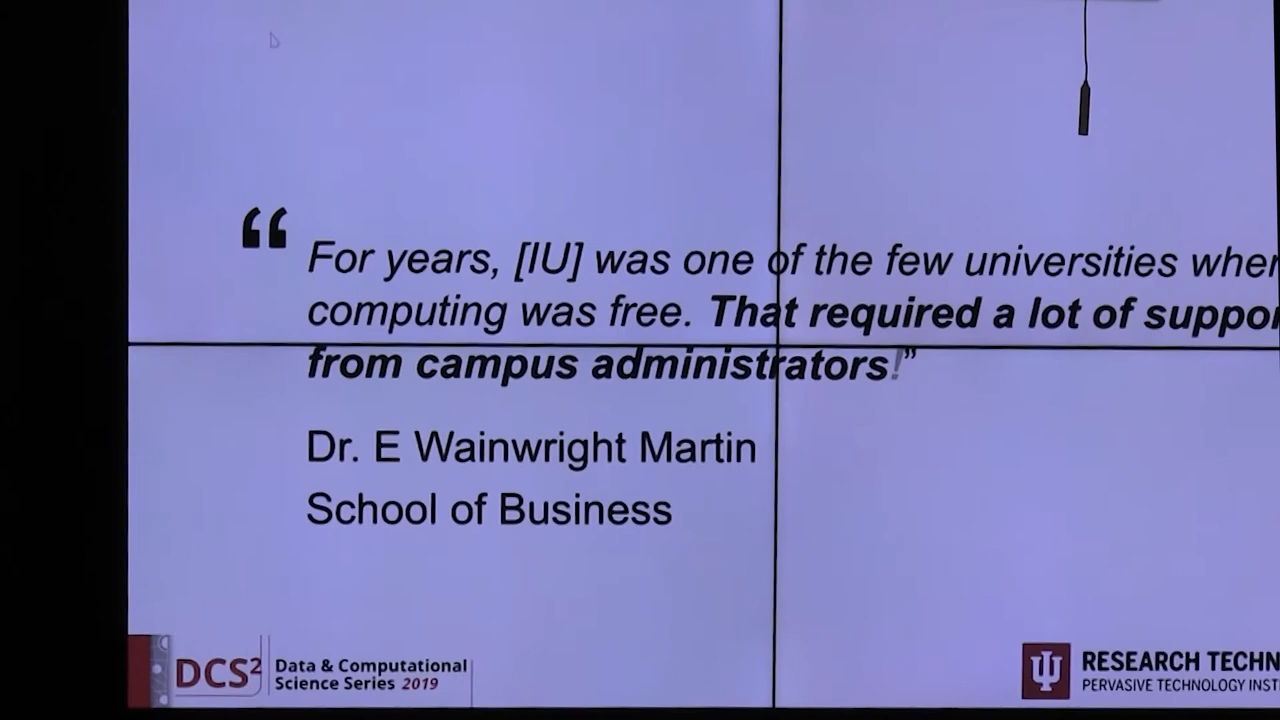 “ For years, [IU] was one of the few universities wher
computing was free. That required a lot of suppor
from campus administrators!”
Dr. E Wainwright Martin
School of Business
DCS² Data & Computational
Science Series 2019
RESEARCH TECHN
PERVASIVE TECHNOLOGY INST